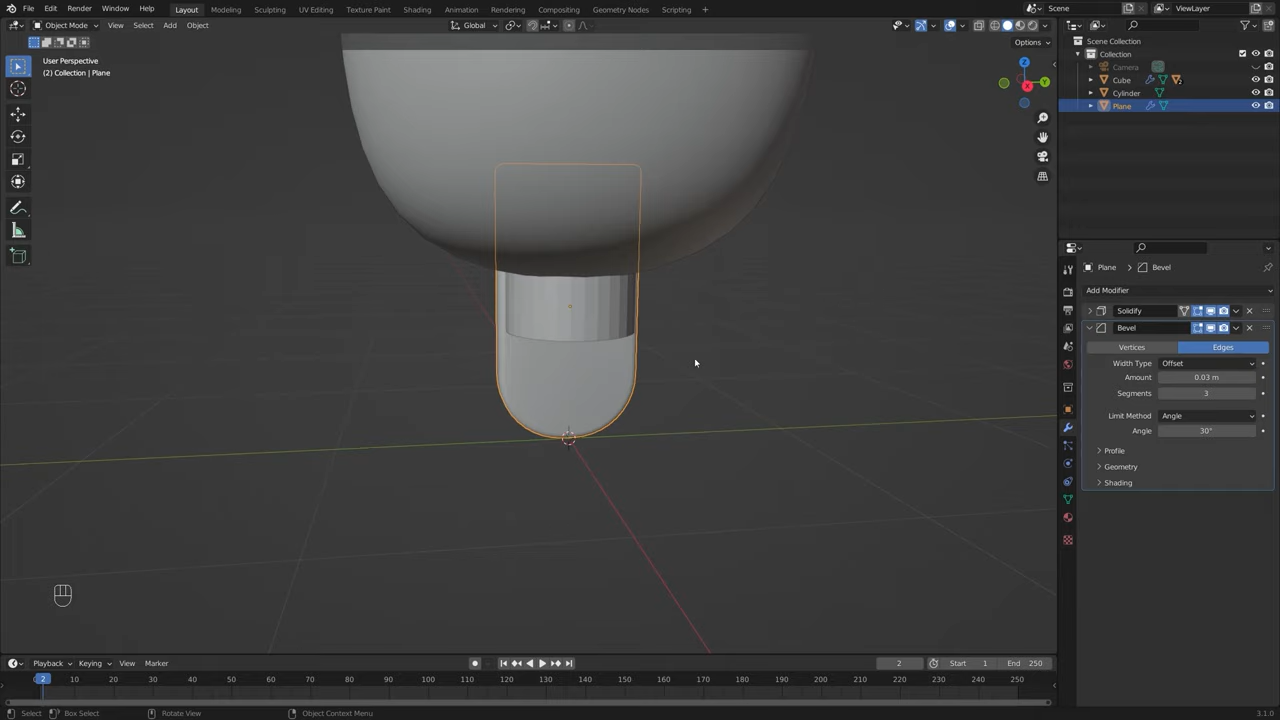 File Edit Render Window Help Layout Modeling Sculpting UV Editing Texture Paint Shading Animation Rendering Compositing Geometry Nodes Scripting Scene ViewLayer
Object Mode View Select Add Object Global
Options
User Perspective
(2) Collection | Plane
Z
Y
X
Scene Collection
Collection
Camera
Cube
Cylinder
Plane
Plane > Bevel
Add Modifier
Solidify
Bevel
Vertices Edges
Width Type Offset
Amount 0.03 m
Segments 3
Limit Method Angle
Angle 30°
Profile
Geometry
Shading
Playback Keying View Marker 2 Start 1 End 250
2 10 20 30 40 50 60 70 80 90 100 110 120 130 140 150 160 170 180 190 200 210 220 230 240 250
Select Box Select Rotate View Object Context Menu 3.1.0